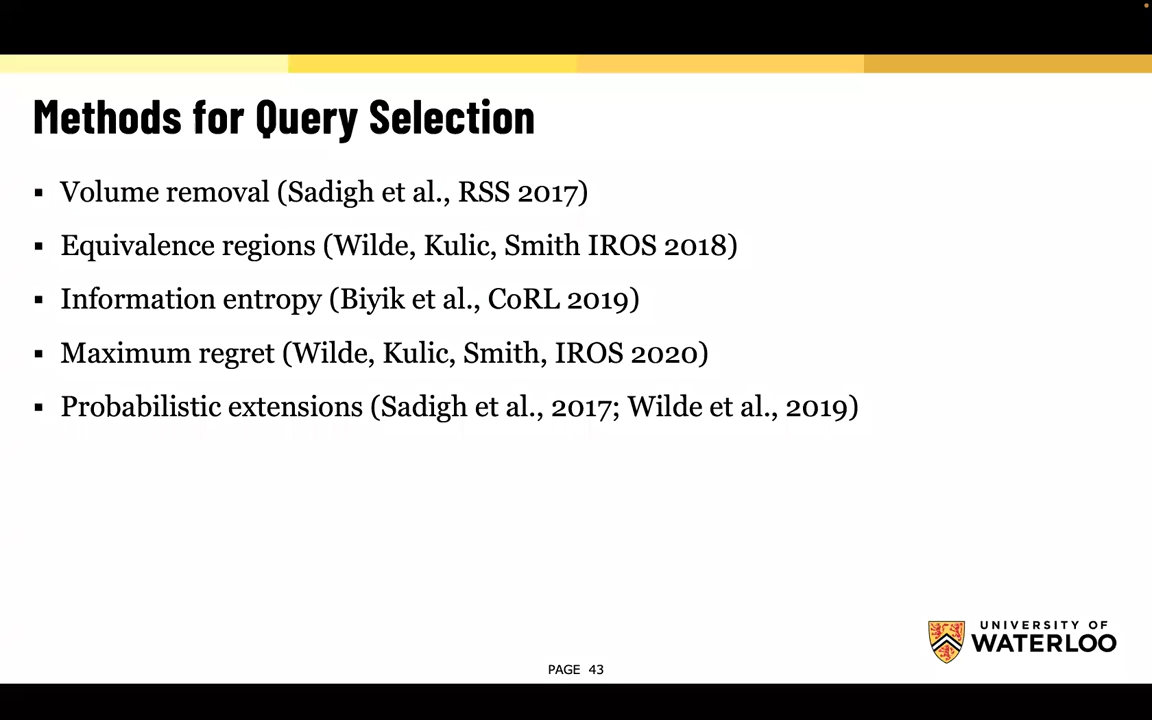 Methods for Query Selection
▪ Volume removal (Sadigh et al., RSS 2017)
▪ Equivalence regions (Wilde, Kulic, Smith IROS 2018)
▪ Information entropy (Biyik et al., CoRL 2019)
▪ Maximum regret (Wilde, Kulic, Smith, IROS 2020)
▪ Probabilistic extensions (Sadigh et al., 2017; Wilde et al., 2019)
UNIVERSITY OF
WATERLOO
PAGE 43